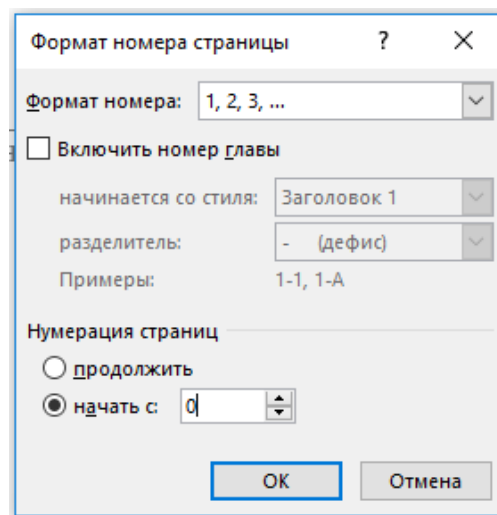 Формат номера страницы ? ×
Формат номера: 1, 2, 3, ...
Включить номер главы
начинается со стиля: Заголовок 1
разделитель: - (дефис)
Примеры: 1-1, 1-A
Нумерация страниц
продолжить
начать с: 0
ОК Отмена